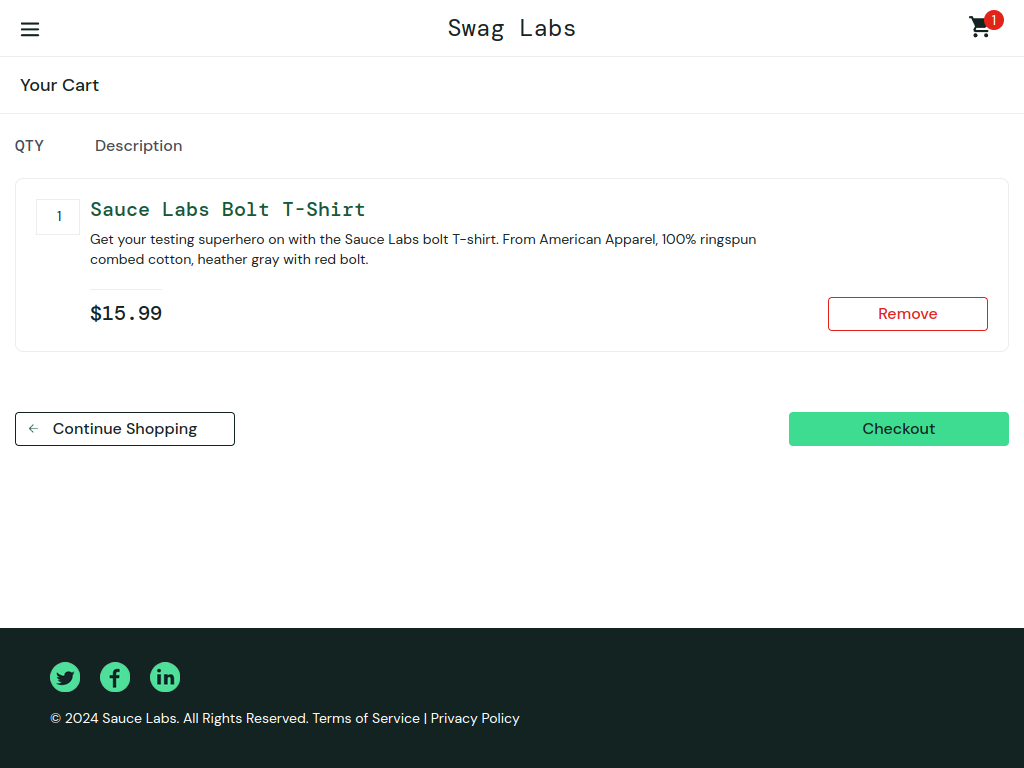 Swag Labs
1
Your Cart
QTY
Description
1
Sauce Labs Bolt T-Shirt
Get your testing superhero on with the Sauce Labs bolt T-shirt. From American Apparel, 100% ringspun
combed cotton, heather gray with red bolt.
$15.99
Remove
Continue Shopping
Checkout
© 2024 Sauce Labs. All Rights Reserved. Terms of Service | Privacy Policy